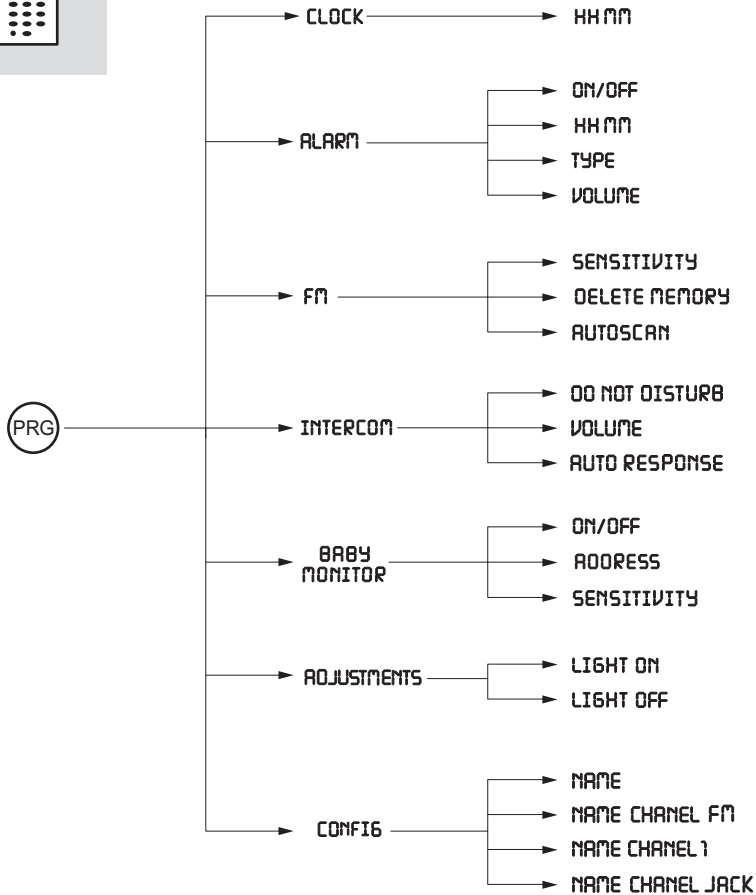 CLOCK
HH MM
ALARM
ON/OFF
HH MM
TYPE
VOLUME
FM
SENSITIVITY
DELETE MEMORY
AUTOSCAN
PRG
INTERCOM
DO NOT DISTURB
VOLUME
AUTO RESPONSE
BABY
MONITOR
ON/OFF
ADDRESS
SENSITIVITY
ADJUSTMENTS
LIGHT ON
LIGHT OFF
CONFIG
NAME
NAME CHANEL FM
NAME CHANEL 1
NAME CHANEL JACK